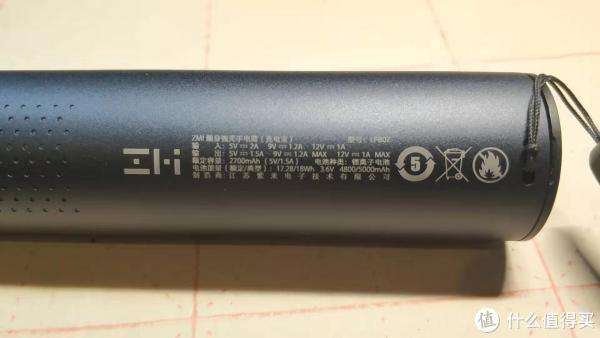 ZMI 随身御光手电筒（充电宝） 型号：LPB02
输 入：5V⎓2A 9V⎓1.2A 12V⎓1A
输 出：5V⎓1.5A 9V⎓1.2A MAX 12V⎓1A MAX
额定容量：2700mAh（5V/1.5A） 电池种类：锂离子电池
电池能量（额定/典型）：17.28/18Wh 3.6V 4800/5000mAh
制造商：江苏紫米电子技术有限公司
5
值 什么值得买